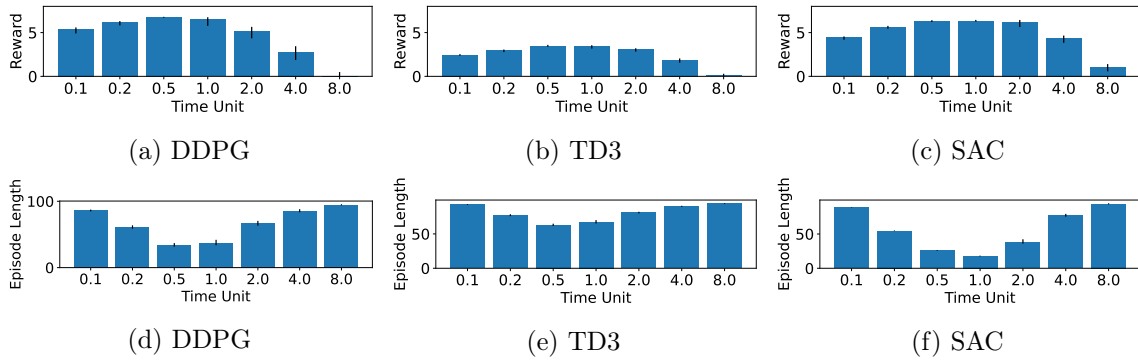 Reward
5
0
0.1 0.2 0.5 1.0 2.0 4.0 8.0
Time Unit
(a) DDPG
Reward
5
0
0.1 0.2 0.5 1.0 2.0 4.0 8.0
Time Unit
(b) TD3
Reward
5
0
0.1 0.2 0.5 1.0 2.0 4.0 8.0
Time Unit
(c) SAC
Episode Length
100
0
0.1 0.2 0.5 1.0 2.0 4.0 8.0
Time Unit
(d) DDPG
Episode Length
50
0
0.1 0.2 0.5 1.0 2.0 4.0 8.0
Time Unit
(e) TD3
Episode Length
50
0
0.1 0.2 0.5 1.0 2.0 4.0 8.0
Time Unit
(f) SAC